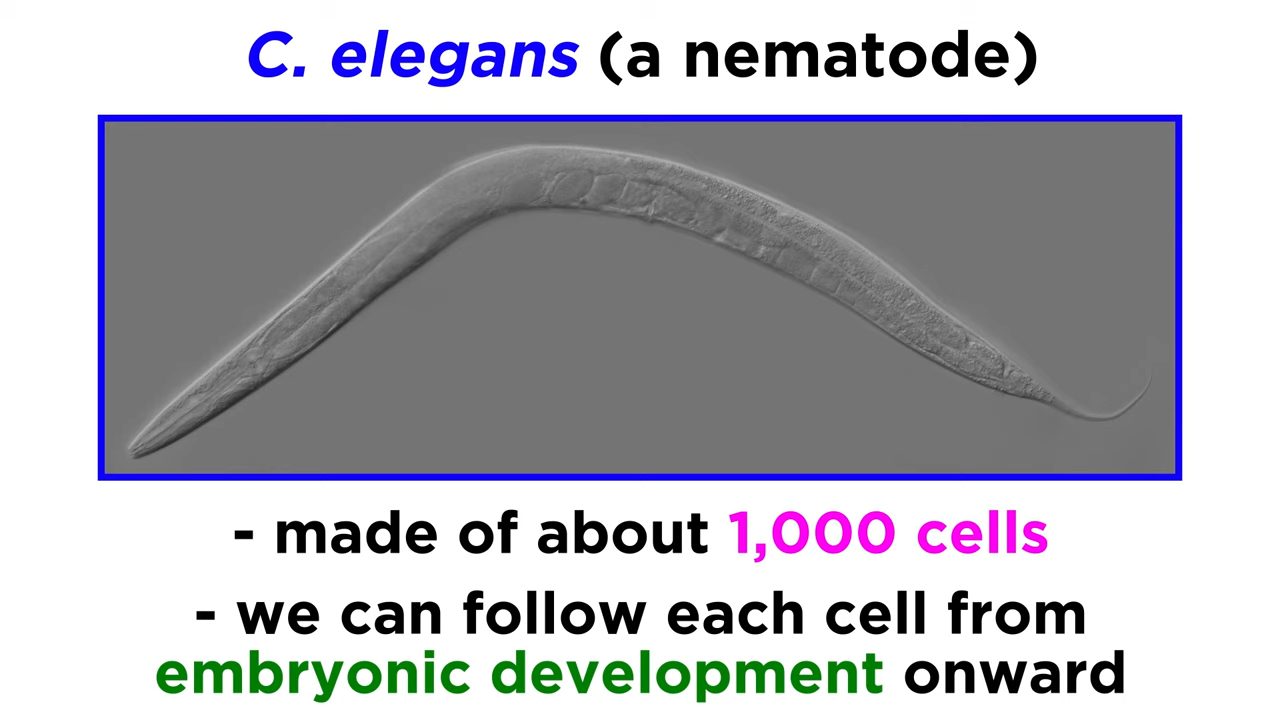 C. elegans (a nematode)
- made of about 1,000 cells
- we can follow each cell from
embryonic development onward